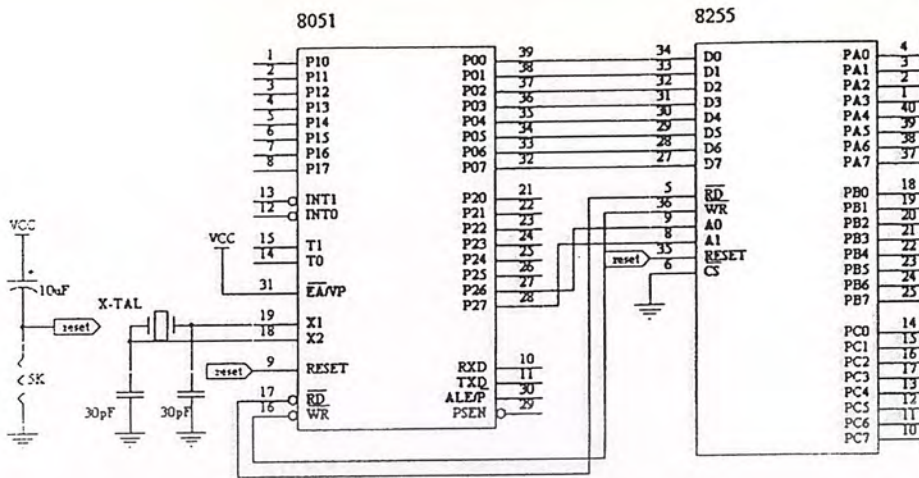 8051
8255
1 P10 P00 39
2 P11 P01 38
3 P12 P02 37
4 P13 P03 36
5 P14 P04 35
6 P15 P05 34
7 P16 P06 33
8 P17 P07 32
13 INT1 P20 21
12 INT0 P21 22
P22 23
15 T1 P23 24
14 T0 P24 25
P25 26
31 EA/VP P26 27
P27 28
19 X1
18 X2
9 RESET RXD 10
TXD 11
17 RD ALE/P 30
16 WR PSEN 29
34 D0 PA0 4
33 D1 PA1 3
32 D2 PA2 2
31 D3 PA3 1
30 D4 PA4 40
29 D5 PA5 39
28 D6 PA6 38
27 D7 PA7 37
5 RD PB0 18
36 WR PB1 19
9 A0 PB2 20
8 A1 PB3 21
35 RESET PB4 22
6 CS PB5 23
PB6 24
PB7 25
PC0 14
PC1 15
PC2 16
PC3 17
PC4 13
PC5 12
PC6 11
PC7 10
VCC
10uF
reset
5K
VCC
X-TAL
30pF
30pF
reset
reset